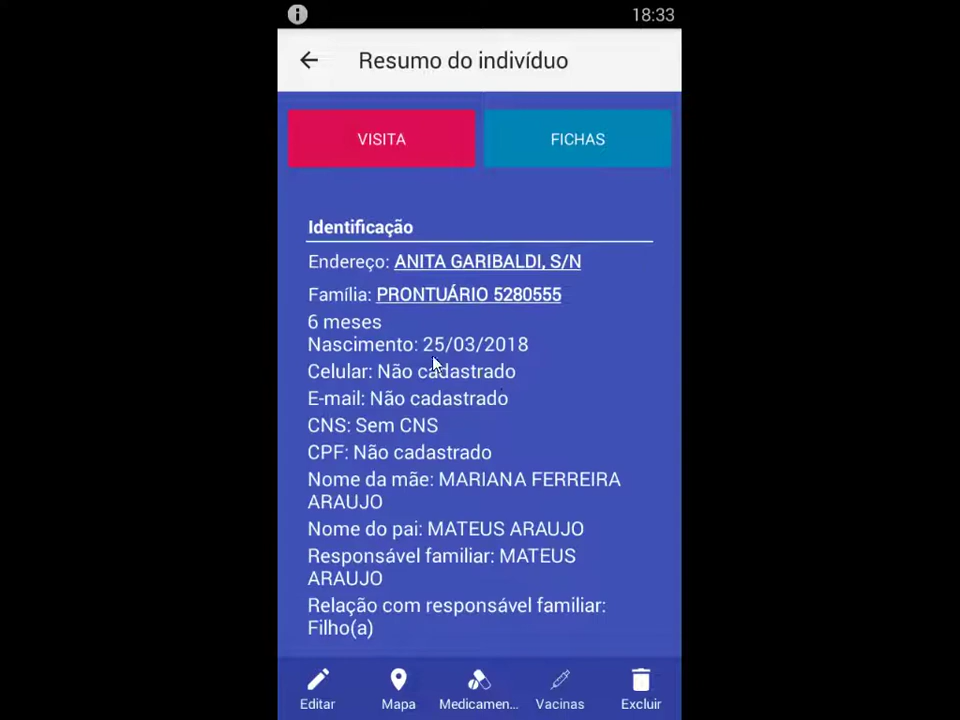 18:33
Resumo do indivíduo
VISITA
FICHAS
Identificação
Endereço: ANITA GARIBALDI, S/N
Família: PRONTUÁRIO 5280555
6 meses
Nascimento: 25/03/2018
Celular: Não cadastrado
E-mail: Não cadastrado
CNS: Sem CNS
CPF: Não cadastrado
Nome da mãe: MARIANA FERREIRA
ARAUJO
Nome do pai: MATEUS ARAUJO
Responsável familiar: MATEUS
ARAUJO
Relação com responsável familiar:
Filho(a)
Editar
Mapa
Medicamen...
Vacinas
Excluir